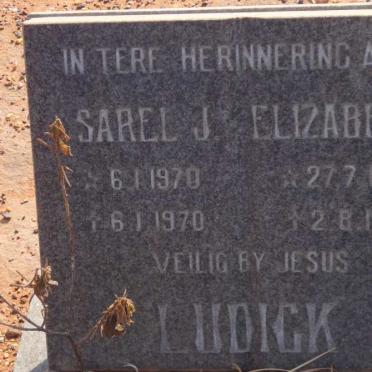 IN TERE HERINNERING A
SAREL J. ELIZABE
☆ 6.1.1970 ☆ 27.7.
† 6.1.1970 † 2.8.1
VEILIG BY JESUS
LUDICK